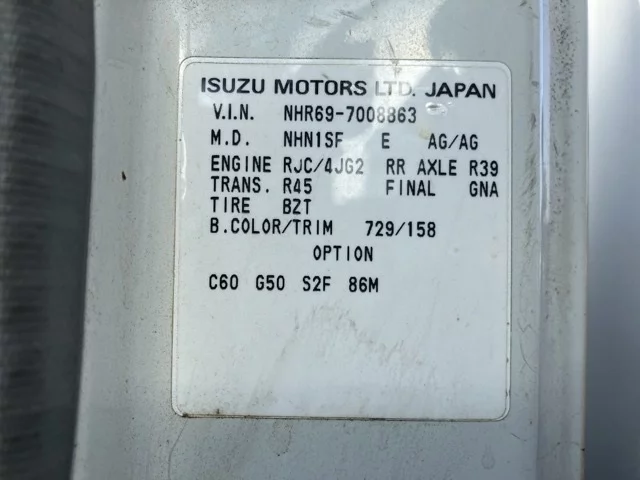 ISUZU MOTORS LTD. JAPAN
V.I.N. NHR69-7008863
M.D. NHN1SF E AG/AG
ENGINE RJC/4JG2 RR AXLE R39
TRANS. R45 FINAL GNA
TIRE BZT
B.COLOR/TRIM 729/158
OPTION
C60 G50 S2F 86M